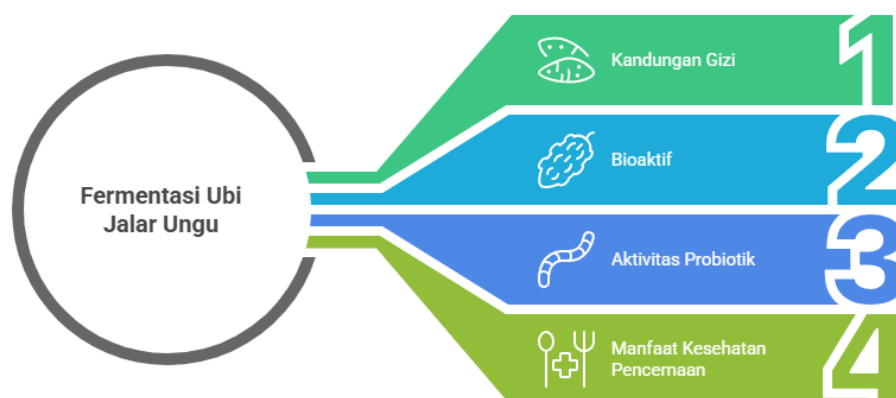 Fermentasi Ubi
Jalar Ungu
Kandungan Gizi
1
Bioaktif
2
Aktivitas Probiotik
3
Manfaat Kesehatan
Pencernaan
4